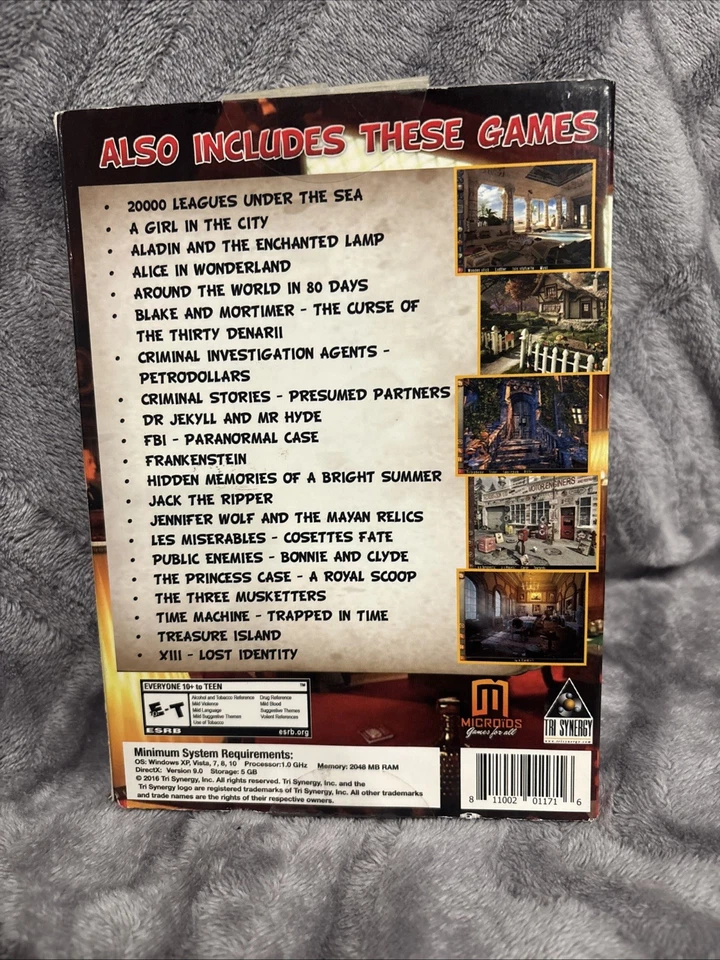 ALSO INCLUDES THESE GAMES
• 20000 LEAGUES UNDER THE SEA
• A GIRL IN THE CITY
• ALADIN AND THE ENCHANTED LAMP
• ALICE IN WONDERLAND
• AROUND THE WORLD IN 80 DAYS
• BLAKE AND MORTIMER - THE CURSE OF
THE THIRTY DENARII
• CRIMINAL INVESTIGATION AGENTS -
PETRODOLLARS
• CRIMINAL STORIES - PRESUMED PARTNERS
• DR JEKYLL AND MR HYDE
• FBI - PARANORMAL CASE
• FRANKENSTEIN
• HIDDEN MEMORIES OF A BRIGHT SUMMER
• JACK THE RIPPER
• JENNIFER WOLF AND THE MAYAN RELICS
• LES MISERABLES - COSETTES FATE
• PUBLIC ENEMIES - BONNIE AND CLYDE
• THE PRINCESS CASE - A ROYAL SCOOP
• THE THREE MUSKETTERS
• TIME MACHINE - TRAPPED IN TIME
• TREASURE ISLAND
• XIII - LOST IDENTITY
EVERYONE 10+ to TEEN
E-T
Alcohol and Tobacco Reference Drug Reference
Mild Violence Mild Blood
Mild Language Suggestive Themes
Mild Suggestive Themes Violent References
Use of Tobacco
ESRB esrb.org
MICROIDS
Games for all
TRI SYNERGY
Minimum System Requirements:
OS: Windows XP, Vista, 7, 8, 10 Processor:1.0 GHz Memory: 2048 MB RAM
DirectX: Version 9.0 Storage: 5 GB
© 2016 Tri Synergy, Inc. All rights reserved. Tri Synergy, Inc. and the
Tri Synergy logo are registered trademarks of Tri Synergy, Inc. All other trademarks
and trade names are the rights of their respective owners.
8 11002 01171 6